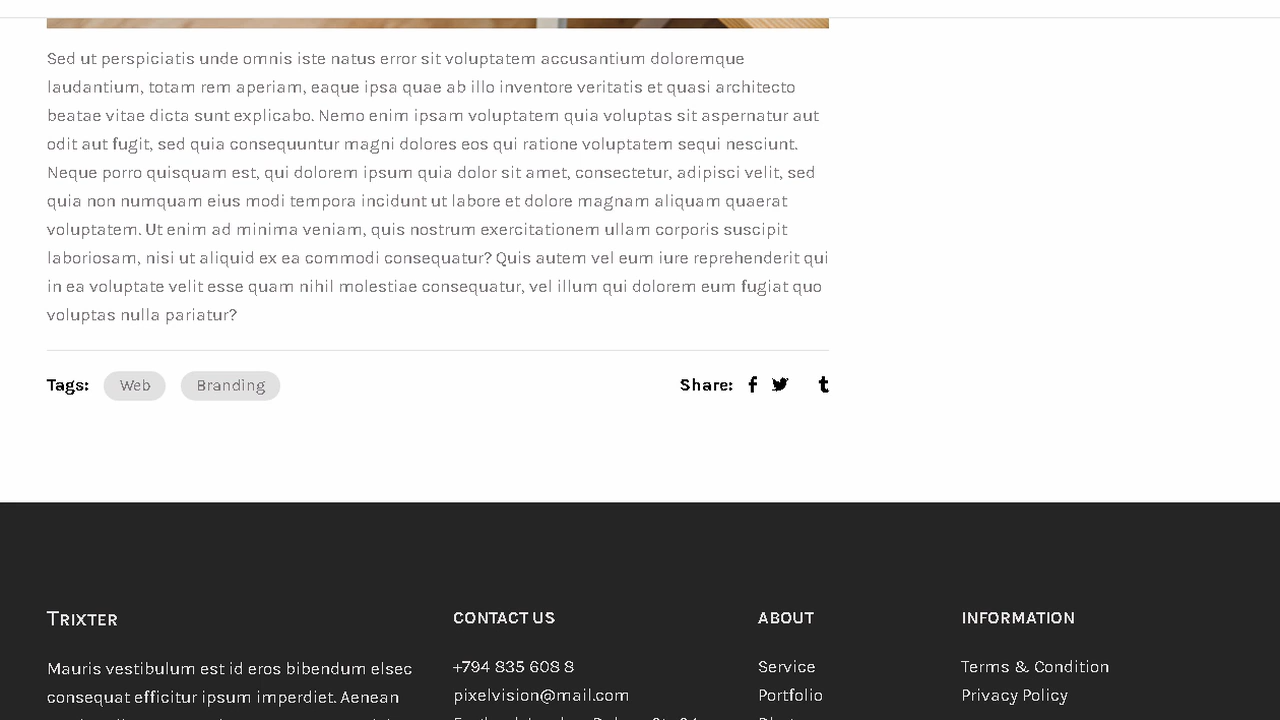 Sed ut perspiciatis unde omnis iste natus error sit voluptatem accusantium doloremque
laudantium, totam rem aperiam, eaque ipsa quae ab illo inventore veritatis et quasi architecto
beatae vitae dicta sunt explicabo. Nemo enim ipsam voluptatem quia voluptas sit aspernatur aut
odit aut fugit, sed quia consequuntur magni dolores eos qui ratione voluptatem sequi nesciunt.
Neque porro quisquam est, qui dolorem ipsum quia dolor sit amet, consectetur, adipisci velit, sed
quia non numquam eius modi tempora incidunt ut labore et dolore magnam aliquam quaerat
voluptatem. Ut enim ad minima veniam, quis nostrum exercitationem ullam corporis suscipit
laboriosam, nisi ut aliquid ex ea commodi consequatur? Quis autem vel eum iure reprehenderit qui
in ea voluptate velit esse quam nihil molestiae consequatur, vel illum qui dolorem eum fugiat quo
voluptas nulla pariatur?
Tags: Web Branding Share:
Trixter
Mauris vestibulum est id eros bibendum elsec
consequat efficitur ipsum imperdiet. Aenean
CONTACT US
+794 835 608 8
pixelvision@mail.com
ABOUT
Service
Portfolio
INFORMATION
Terms & Condition
Privacy Policy